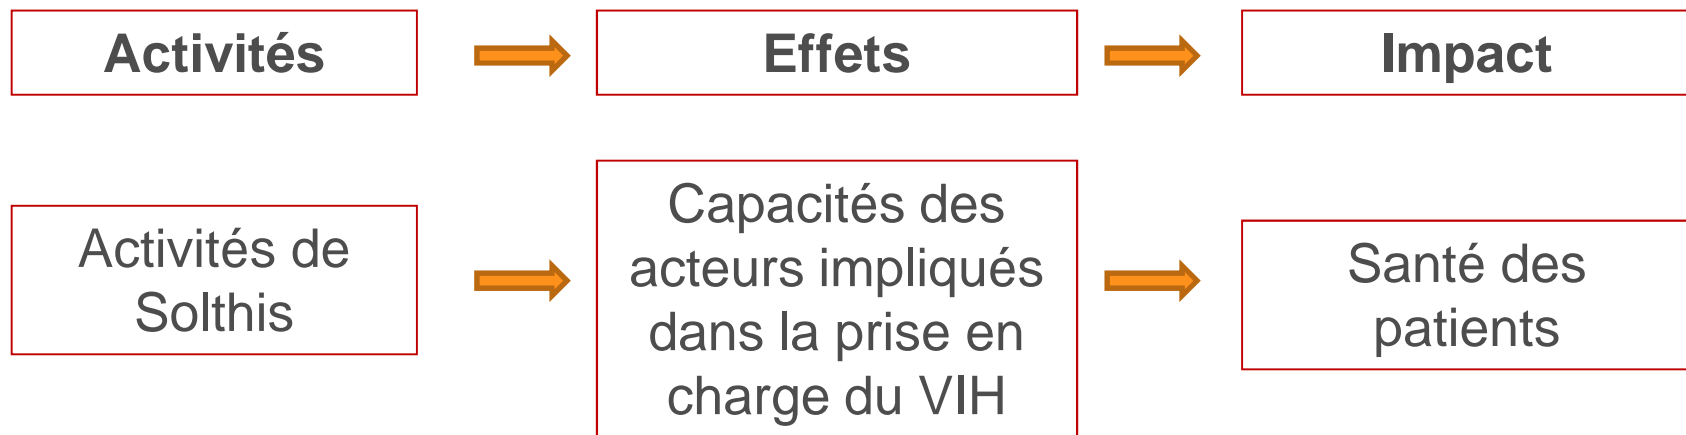 Activités
Effets
Impact
Activités de
Solthis
Capacités des
acteurs impliqués
dans la prise en
charge du VIH
Santé des
patients